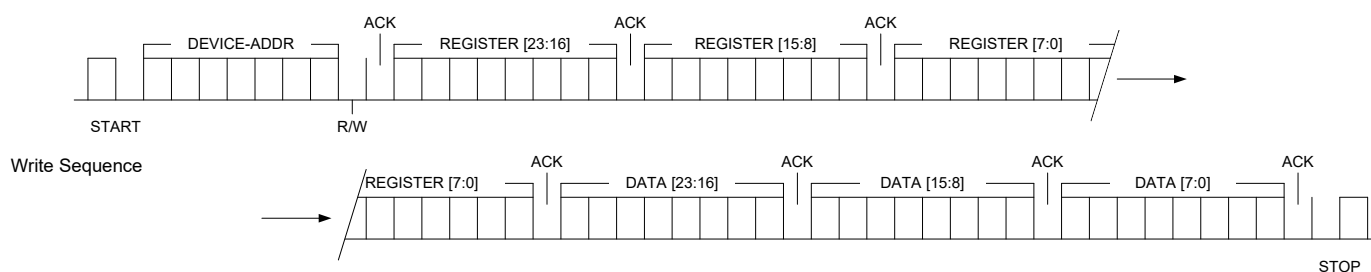 ACK ACK ACK
DEVICE-ADDR REGISTER [23:16] REGISTER [15:8] REGISTER [7:0]
START R/W
Write Sequence
ACK ACK ACK ACK
REGISTER [7:0] DATA [23:16] DATA [15:8] DATA [7:0]
STOP